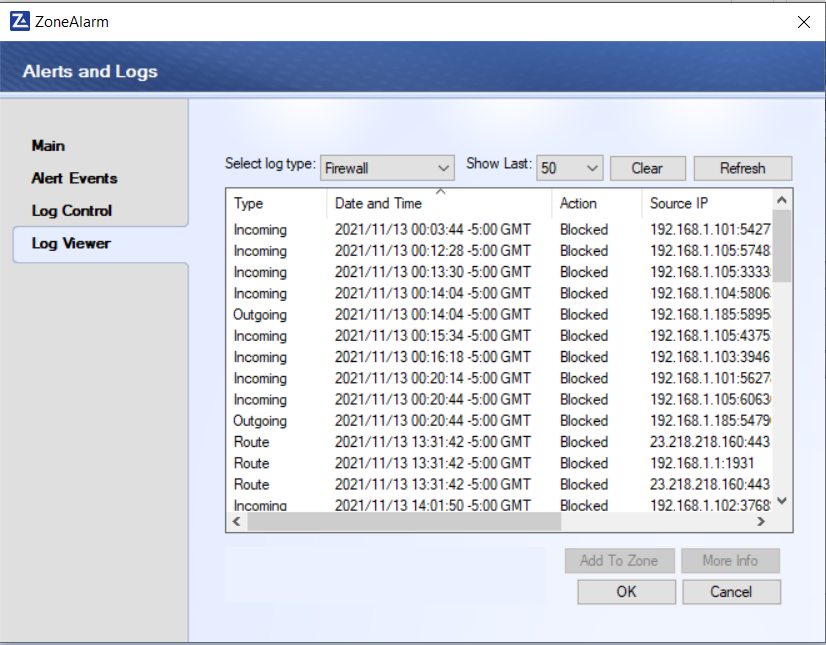 ZoneAlarm
Alerts and Logs
Main
Alert Events
Log Control
Log Viewer
Select log type: Firewall Show Last: 50 Clear Refresh
Type Date and Time Action Source IP
Incoming 2021/11/13 00:03:44 -5:00 GMT Blocked 192.168.1.101:5427
Incoming 2021/11/13 00:12:28 -5:00 GMT Blocked 192.168.1.105:5748
Incoming 2021/11/13 00:13:30 -5:00 GMT Blocked 192.168.1.105:3333
Incoming 2021/11/13 00:14:04 -5:00 GMT Blocked 192.168.1.104:5806
Outgoing 2021/11/13 00:14:04 -5:00 GMT Blocked 192.168.1.185:5895
Incoming 2021/11/13 00:15:34 -5:00 GMT Blocked 192.168.1.105:4375
Incoming 2021/11/13 00:16:18 -5:00 GMT Blocked 192.168.1.103:3946
Incoming 2021/11/13 00:20:14 -5:00 GMT Blocked 192.168.1.101:5627
Incoming 2021/11/13 00:20:44 -5:00 GMT Blocked 192.168.1.105:6063
Outgoing 2021/11/13 00:20:44 -5:00 GMT Blocked 192.168.1.185:5479
Route 2021/11/13 13:31:42 -5:00 GMT Blocked 23.218.218.160:443
Route 2021/11/13 13:31:42 -5:00 GMT Blocked 192.168.1.1:1931
Route 2021/11/13 13:31:42 -5:00 GMT Blocked 23.218.218.160:443
Incoming 2021/11/13 14:01:50 -5:00 GMT Blocked 192.168.1.102:3768
Add To Zone More Info
OK Cancel